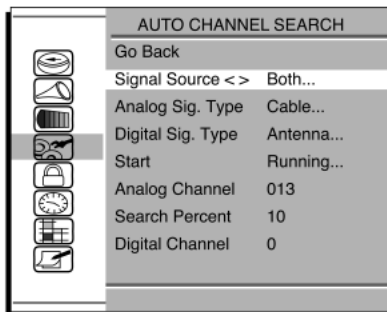 AUTO CHANNEL SEARCH
Go Back
Signal Source < > Both...
Analog Sig. Type Cable...
Digital Sig. Type Antenna...
Start Running...
Analog Channel 013
Search Percent 10
Digital Channel 0